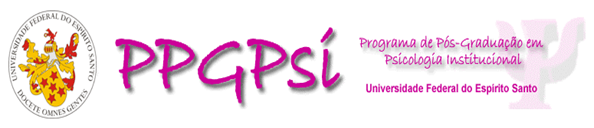 UNIVERSIDADE FEDERAL DO ESPÍRITO SANTO
DOCETE OMNES GENTES
PPGPsi
Programa de Pós-Graduação em
Psicologia Institucional
Universidade Federal do Espírito Santo